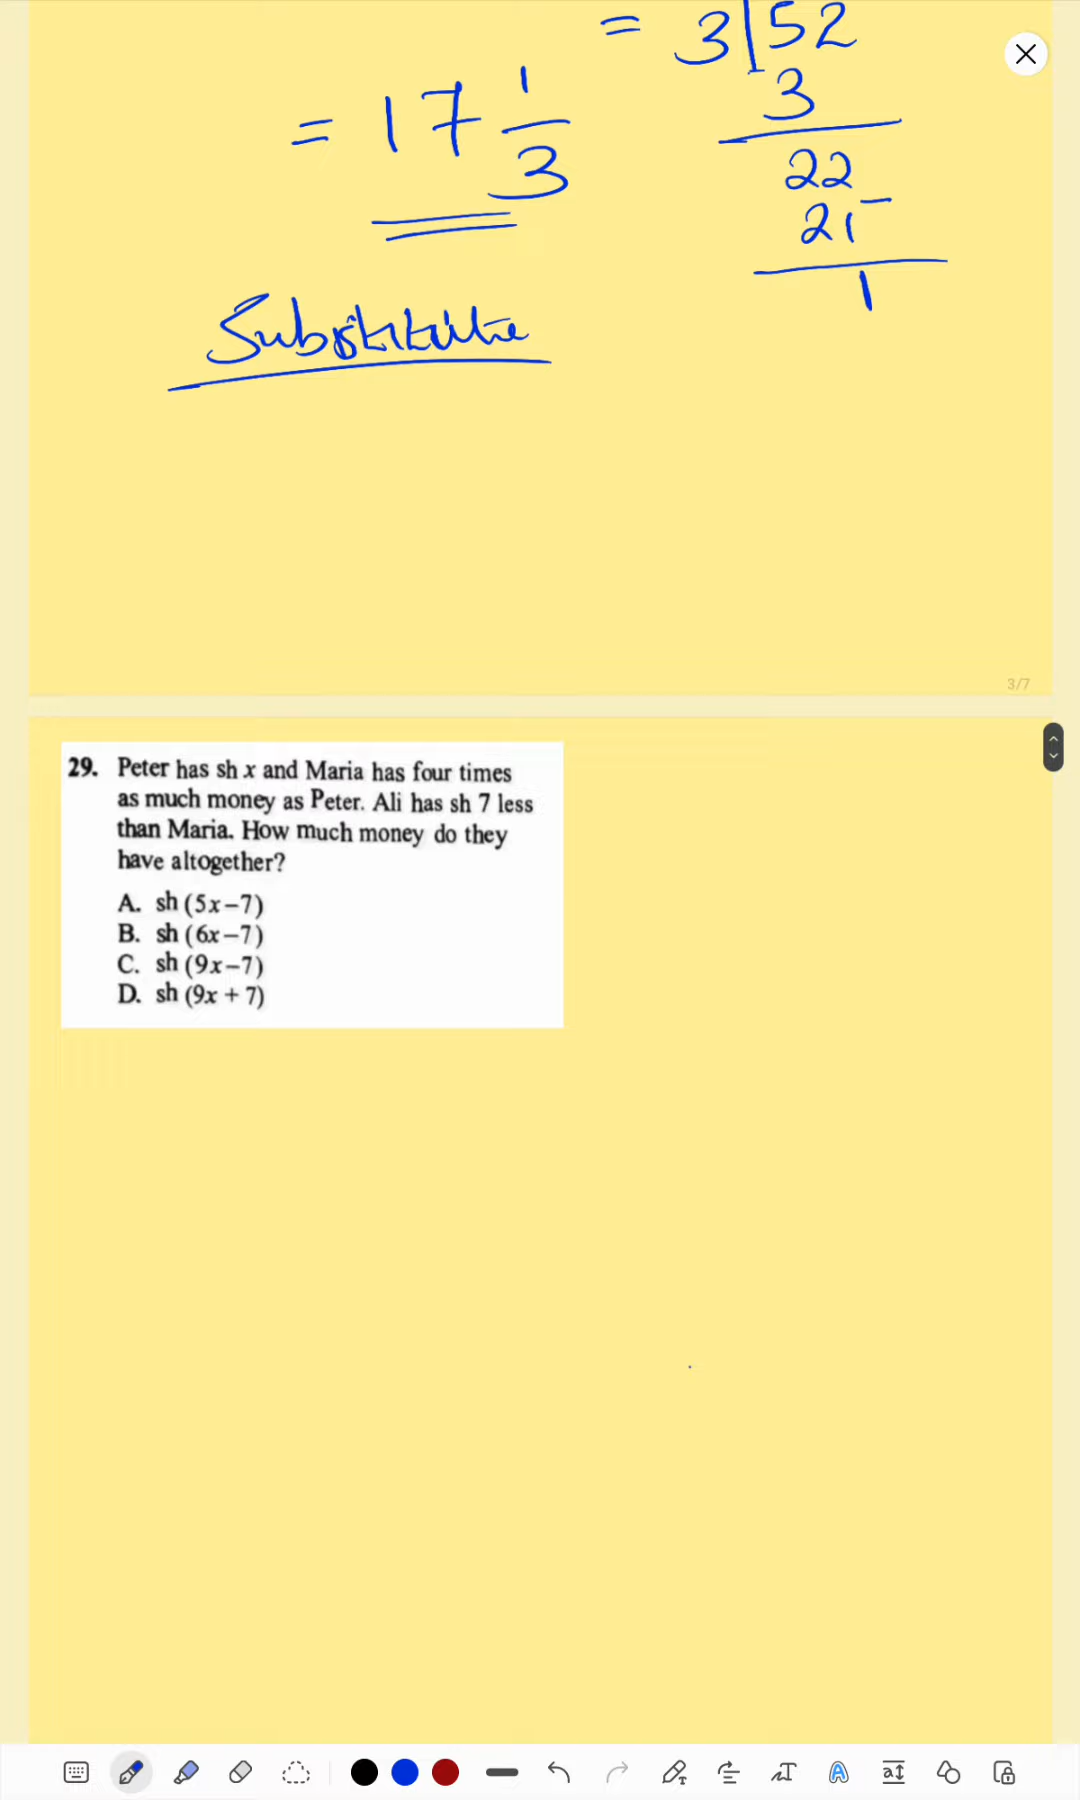 = 3|52
= 17 1/3
3
22
21 –
1
Substitute
3/7
29. Peter has sh x and Maria has four times
as much money as Peter. Ali has sh 7 less
than Maria. How much money do they
have altogether?
A. sh (5x–7)
B. sh (6x–7)
C. sh (9x–7)
D. sh (9x + 7)